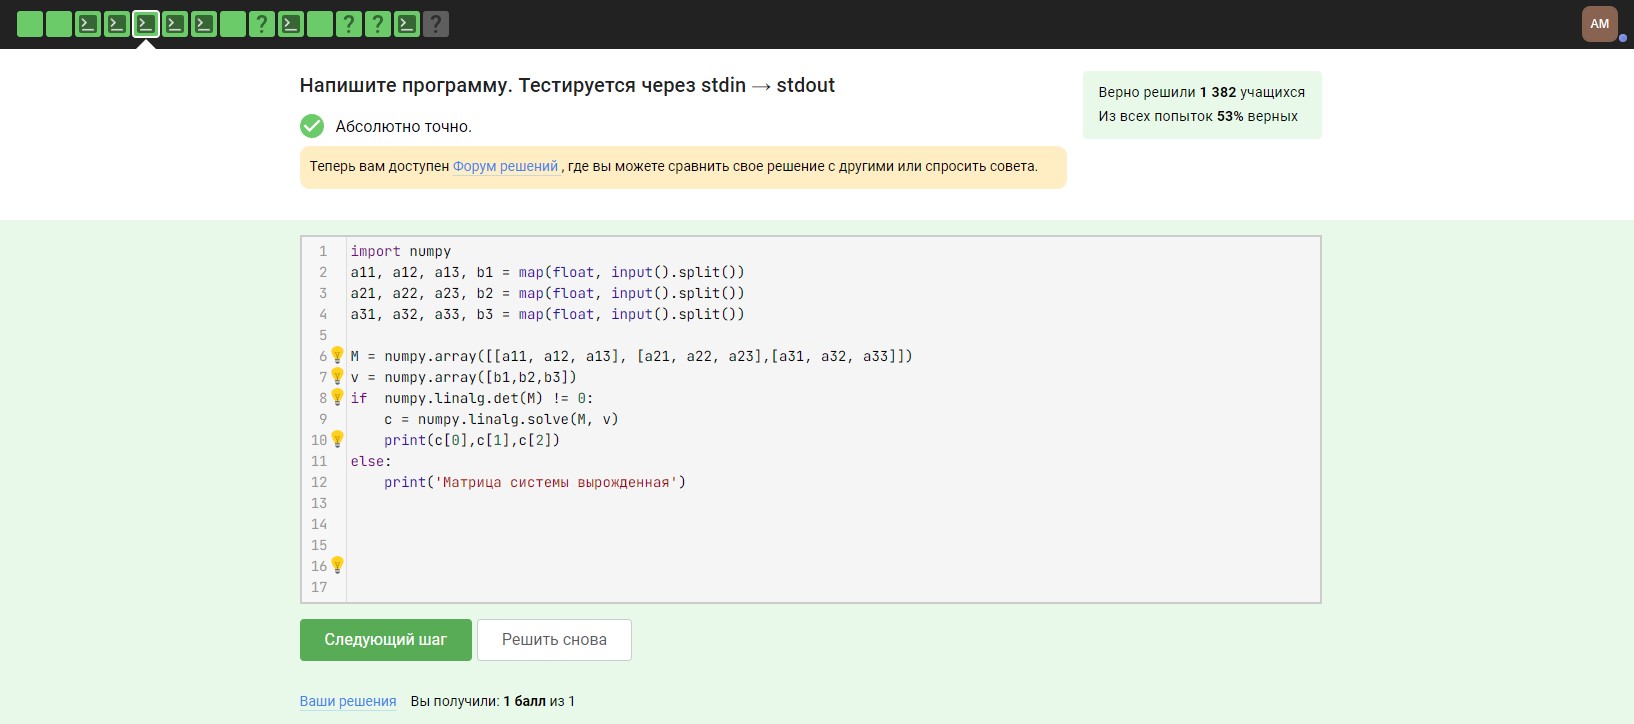 ? ? ? ?
АМ
Напишите программу. Тестируется через stdin → stdout
Верно решили 1 382 учащихся
Из всех попыток 53% верных
Абсолютно точно.
Теперь вам доступен Форум решений , где вы можете сравнить свое решение с другими или спросить совета.
1 import numpy
2 a11, a12, a13, b1 = map(float, input().split())
3 a21, a22, a23, b2 = map(float, input().split())
4 a31, a32, a33, b3 = map(float, input().split())
5
6 M = numpy.array([[a11, a12, a13], [a21, a22, a23],[a31, a32, a33]])
7 v = numpy.array([b1,b2,b3])
8 if  numpy.linalg.det(M) != 0:
9     c = numpy.linalg.solve(M, v)
10     print(c[0],c[1],c[2])
11 else:
12     print('Матрица системы вырожденная')
13
14
15
16
17
Следующий шаг
Решить снова
Ваши решения Вы получили: 1 балл из 1